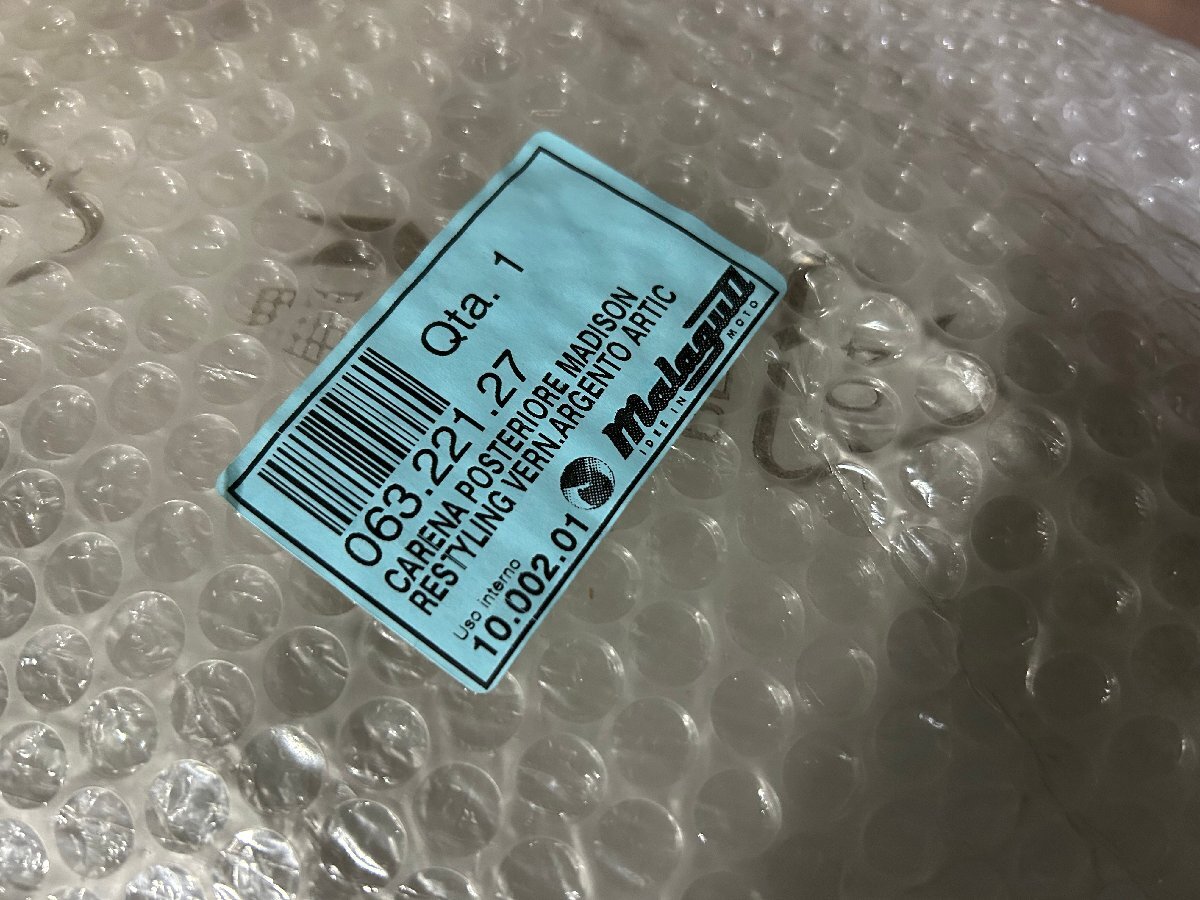 Qta. 1
063.221.27
CARENA POSTERIORE MADISON
RESTYLING VERN.ARGENTO ARTIC
Uso interno
10.002.01
Malaguti
IDEE IN MOTO